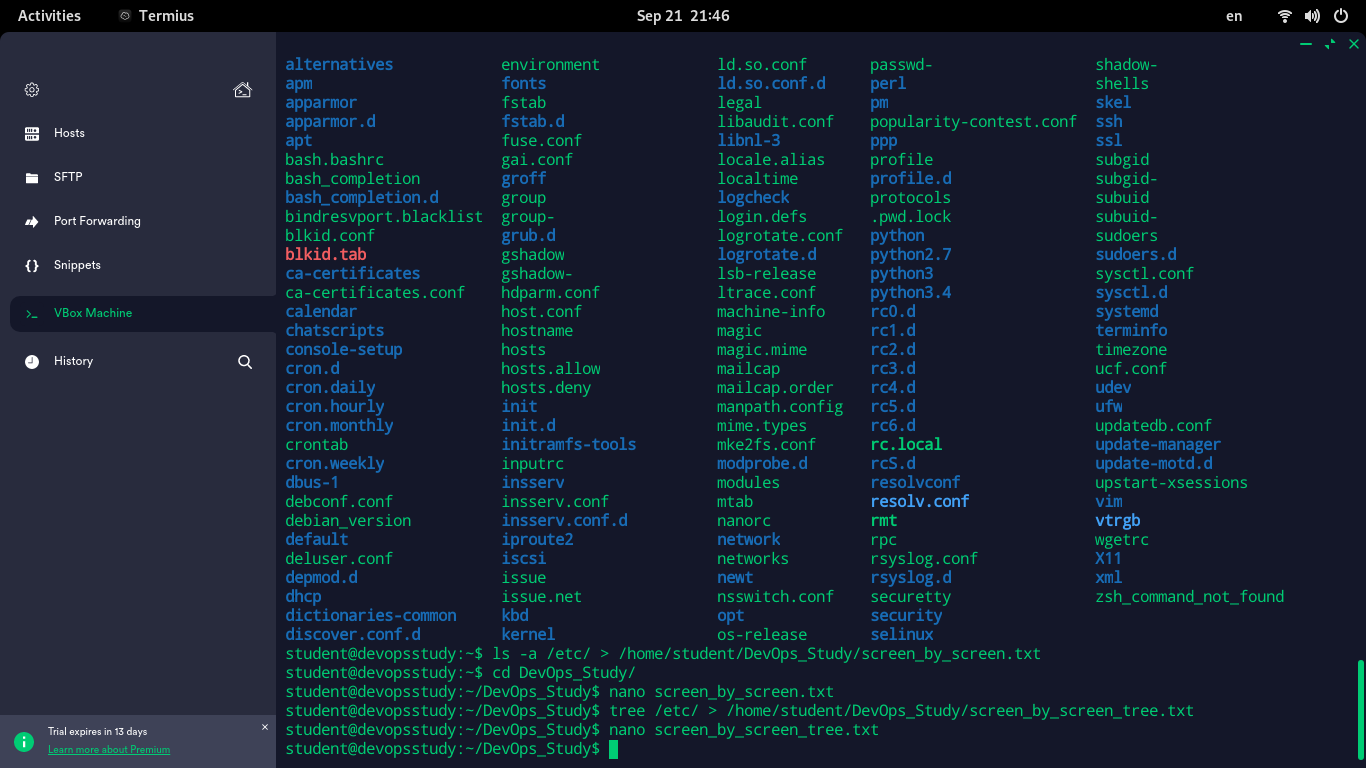 Activities Termius Sep 21 21:46 en
Hosts
SFTP
Port Forwarding
{} Snippets
>_ VBox Machine
History
Trial expires in 13 days ×
Learn more about Premium
alternatives environment ld.so.conf passwd- shadow-
apm fonts ld.so.conf.d perl shells
apparmor fstab legal pm skel
apparmor.d fstab.d libaudit.conf popularity-contest.conf ssh
apt fuse.conf libnl-3 ppp ssl
bash.bashrc gai.conf locale.alias profile subgid
bash_completion groff localtime profile.d subgid-
bash_completion.d group logcheck protocols subuid
bindresvport.blacklist group- login.defs .pwd.lock subuid-
blkid.conf grub.d logrotate.conf python sudoers
blkid.tab gshadow logrotate.d python2.7 sudoers.d
ca-certificates gshadow- lsb-release python3 sysctl.conf
ca-certificates.conf hdparm.conf ltrace.conf python3.4 sysctl.d
calendar host.conf machine-info rc0.d systemd
chatscripts hostname magic rc1.d terminfo
console-setup hosts magic.mime rc2.d timezone
cron.d hosts.allow mailcap rc3.d ucf.conf
cron.daily hosts.deny mailcap.order rc4.d udev
cron.hourly init manpath.config rc5.d ufw
cron.monthly init.d mime.types rc6.d updatedb.conf
crontab initramfs-tools mke2fs.conf rc.local update-manager
cron.weekly inputrc modprobe.d rcS.d update-motd.d
dbus-1 insserv modules resolvconf upstart-xsessions
debconf.conf insserv.conf mtab resolv.conf vim
debian_version insserv.conf.d nanorc rmt vtrgb
default iproute2 network rpc wgetrc
deluser.conf iscsi networks rsyslog.conf X11
depmod.d issue newt rsyslog.d xml
dhcp issue.net nsswitch.conf securetty zsh_command_not_found
dictionaries-common kbd opt security
discover.conf.d kernel os-release selinux
student@devopsstudy:~$ ls -a /etc/ > /home/student/DevOps_Study/screen_by_screen.txt
student@devopsstudy:~$ cd DevOps_Study/
student@devopsstudy:~/DevOps_Study$ nano screen_by_screen.txt
student@devopsstudy:~/DevOps_Study$ tree /etc/ > /home/student/DevOps_Study/screen_by_screen_tree.txt
student@devopsstudy:~/DevOps_Study$ nano screen_by_screen_tree.txt
student@devopsstudy:~/DevOps_Study$